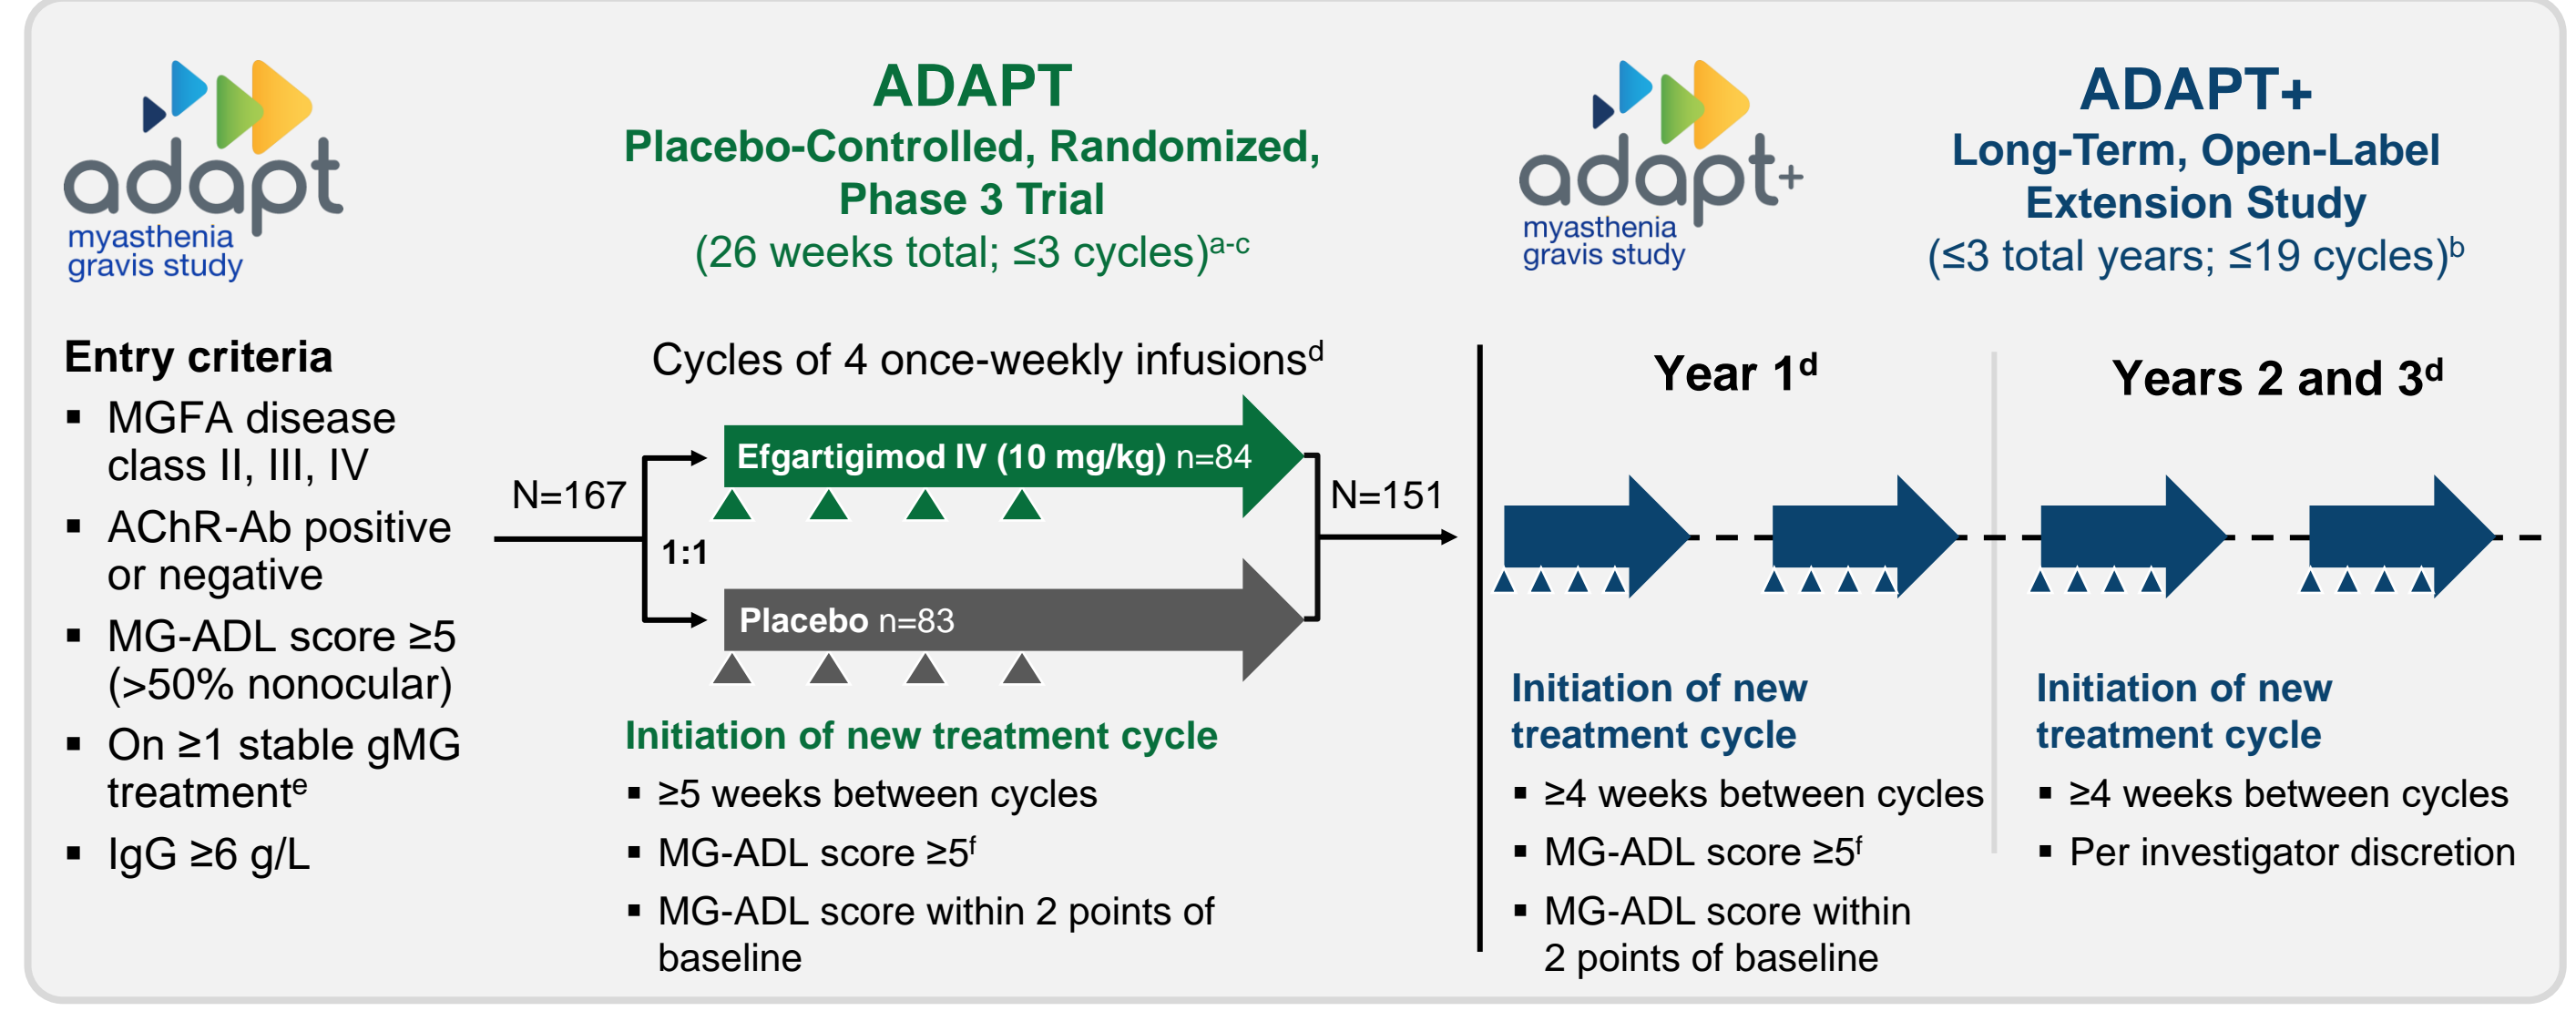 adapt
myasthenia
gravis study
ADAPT
Placebo-Controlled, Randomized,
Phase 3 Trial
(26 weeks total; ≤3 cycles)a-c
adapt+
myasthenia
gravis study
ADAPT+
Long-Term, Open-Label
Extension Study
(≤3 total years; ≤19 cycles)b
Entry criteria
▪ MGFA disease
class II, III, IV
▪ AChR-Ab positive
or negative
▪ MG-ADL score ≥5
(>50% nonocular)
▪ On ≥1 stable gMG
treatmente
▪ IgG ≥6 g/L
N=167
1:1
Cycles of 4 once-weekly infusionsd
Efgartigimod IV (10 mg/kg) n=84
Placebo n=83
N=151
Initiation of new treatment cycle
▪ ≥5 weeks between cycles
▪ MG-ADL score ≥5f
▪ MG-ADL score within 2 points of
baseline
Year 1d
Initiation of new
treatment cycle
▪ ≥4 weeks between cycles
▪ MG-ADL score ≥5f
▪ MG-ADL score within
2 points of baseline
Years 2 and 3d
Initiation of new
treatment cycle
▪ ≥4 weeks between cycles
▪ Per investigator discretion